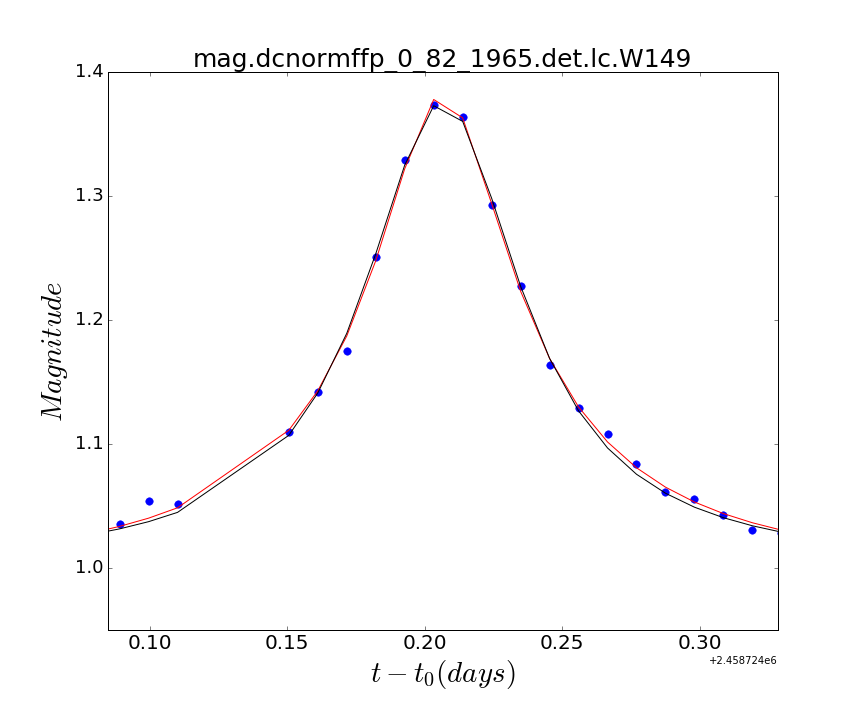 mag.dcnormffp_0_82_1965.det.lc.W149
1.4
1.3
1.2
1.1
1.0
Magnitude
0.10 0.15 0.20 0.25 0.30
+2.458724e6
t − t₀(days)